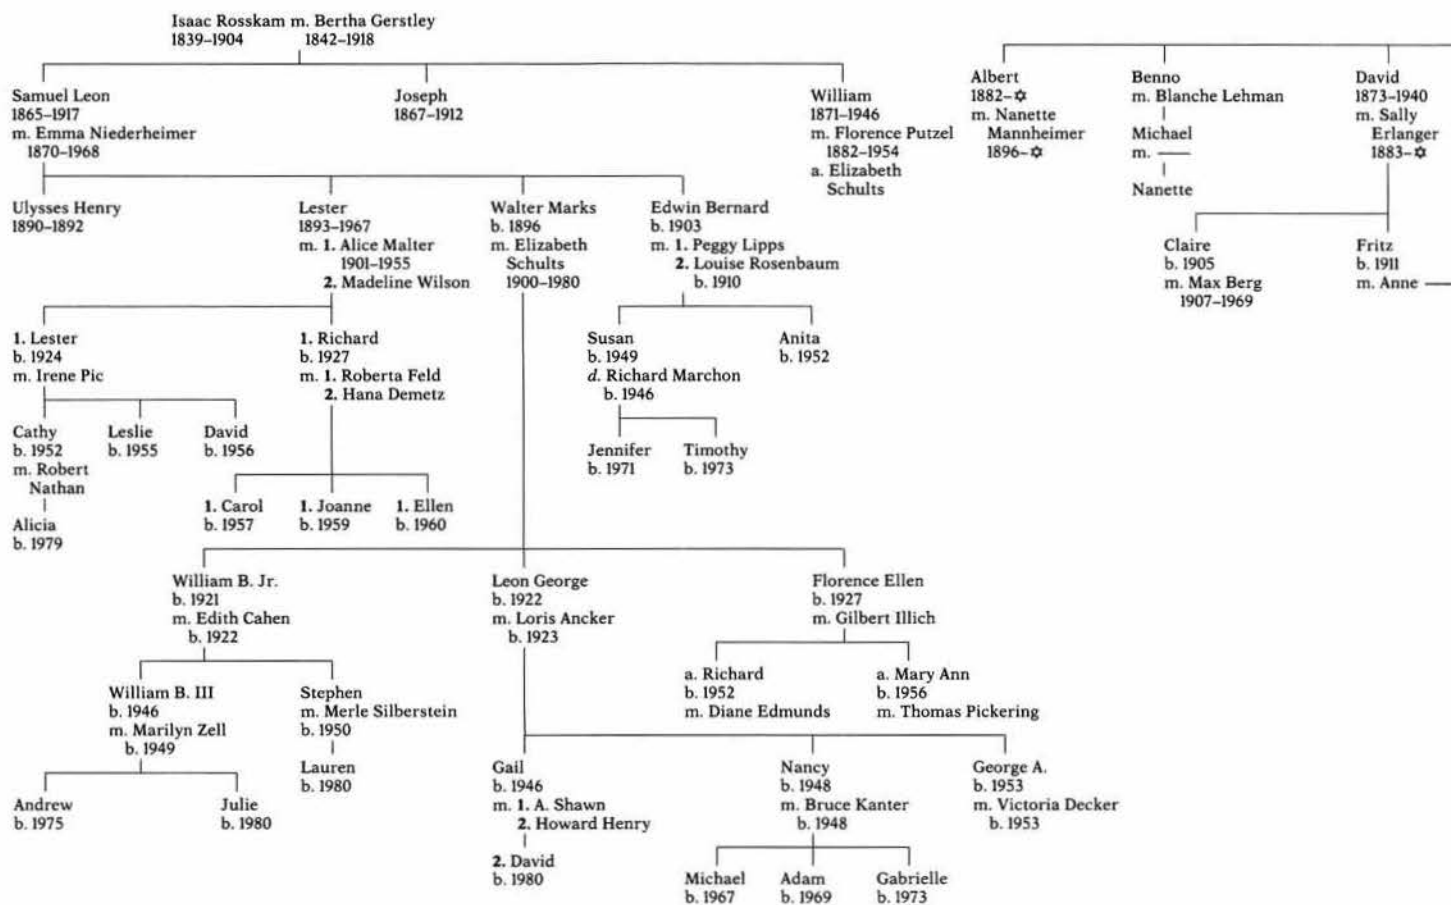 Isaac Rosskam m. Bertha Gerstley
1839–1904 1842–1918
Samuel Leon
1865–1917
m. Emma Niederheimer
1870–1968
Joseph
1867–1912
William
1871–1946
m. Florence Putzel
1882–1954
a. Elizabeth
Schults
Ulysses Henry
1890–1892
Lester
1893–1967
m. 1. Alice Malter
1901–1955
2. Madeline Wilson
Walter Marks
b. 1896
m. Elizabeth
Schults
1900–1980
Edwin Bernard
b. 1903
m. 1. Peggy Lipps
2. Louise Rosenbaum
b. 1910
1. Lester
b. 1924
m. Irene Pic
1. Richard
b. 1927
m. 1. Roberta Feld
2. Hana Demetz
Susan
b. 1949
d. Richard Marchon
b. 1946
Anita
b. 1952
Cathy
b. 1952
m. Robert
Nathan
Leslie
b. 1955
David
b. 1956
Jennifer
b. 1971
Timothy
b. 1973
Alicia
b. 1979
1. Carol
b. 1957
1. Joanne
b. 1959
1. Ellen
b. 1960
William B. Jr.
b. 1921
m. Edith Cahen
b. 1922
Leon George
b. 1922
m. Loris Ancker
b. 1923
Florence Ellen
b. 1927
m. Gilbert Illich
William B. III
b. 1946
m. Marilyn Zell
b. 1949
Stephen
m. Merle Silberstein
b. 1950
a. Richard
b. 1952
m. Diane Edmunds
a. Mary Ann
b. 1956
m. Thomas Pickering
Andrew
b. 1975
Julie
b. 1980
Lauren
b. 1980
Gail
b. 1946
m. 1. A. Shawn
2. Howard Henry
Nancy
b. 1948
m. Bruce Kanter
b. 1948
George A.
b. 1953
m. Victoria Decker
b. 1953
2. David
b. 1980
Michael
b. 1967
Adam
b. 1969
Gabrielle
b. 1973
Albert
1882–✡
m. Nanette
Mannheimer
1896–✡
Benno
m. Blanche Lehman
Michael
m. —
Nanette
David
1873–1940
m. Sally
Erlanger
1883–✡
Claire
b. 1905
m. Max Berg
1907–1969
Fritz
b. 1911
m. Anne —